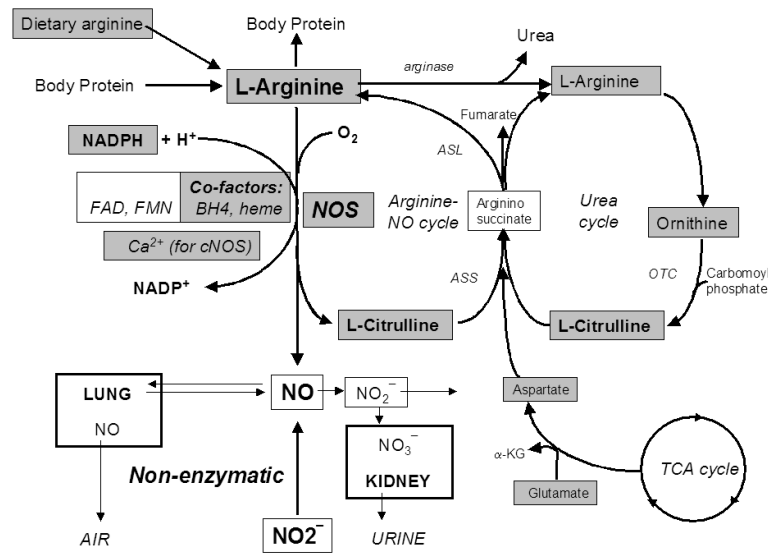 Dietary arginine
Body Protein
Urea
Body Protein
L-Arginine
arginase
L-Arginine
Fumarate
NADPH + H⁺
O₂
ASL
Co-factors:
FAD, FMN
BH4, heme
NOS
Arginine-
NO cycle
Arginino
succinate
Urea
cycle
Ornithine
Ca²⁺ (for cNOS)
NADP⁺
ASS
OTC
Carbomoyl
phosphate
L-Citrulline
L-Citrulline
LUNG
NO
NO
NO₂⁻
Aspartate
NO₃⁻
KIDNEY
Non-enzymatic
α-KG
TCA cycle
Glutamate
AIR
NO2⁻
URINE